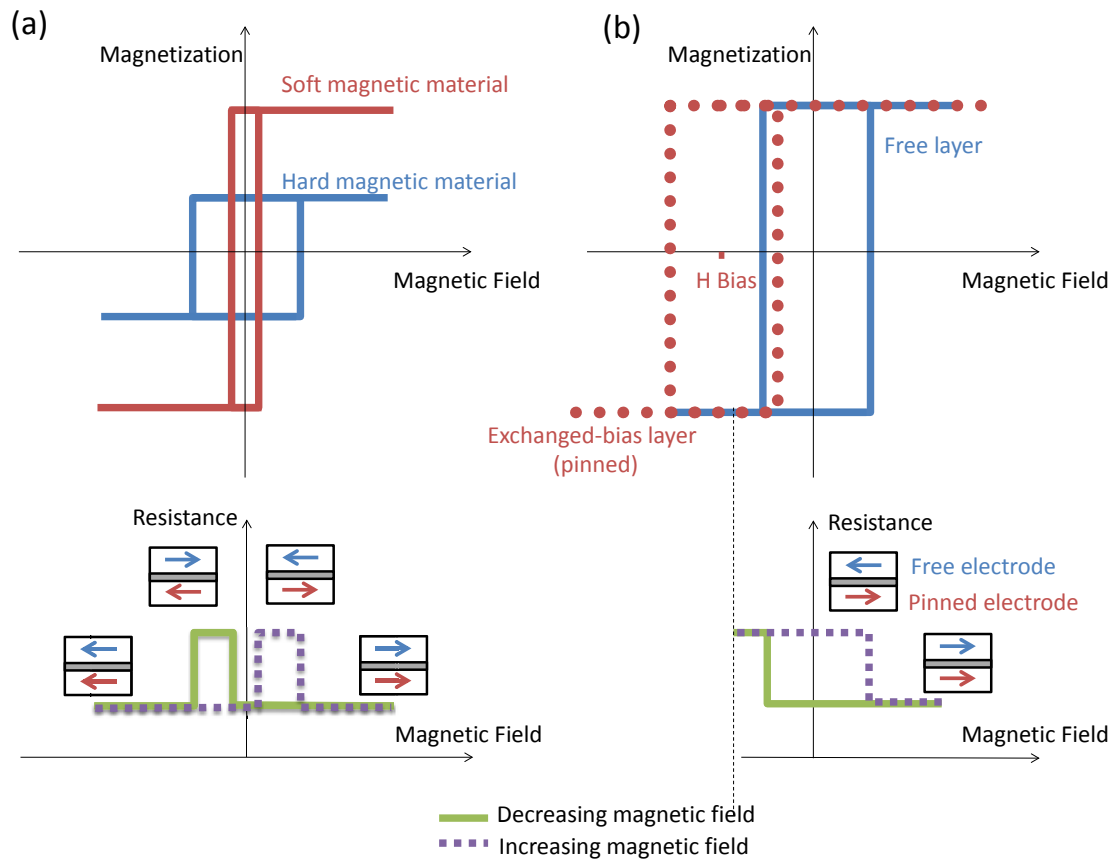 (a)
Magnetization
Soft magnetic material
Hard magnetic material
Magnetic Field
(b)
Magnetization
Free layer
H Bias
Magnetic Field
Exchanged-bias layer
(pinned)
Resistance
Magnetic Field
Resistance
Free electrode
Pinned electrode
Magnetic Field
Decreasing magnetic field
Increasing magnetic field